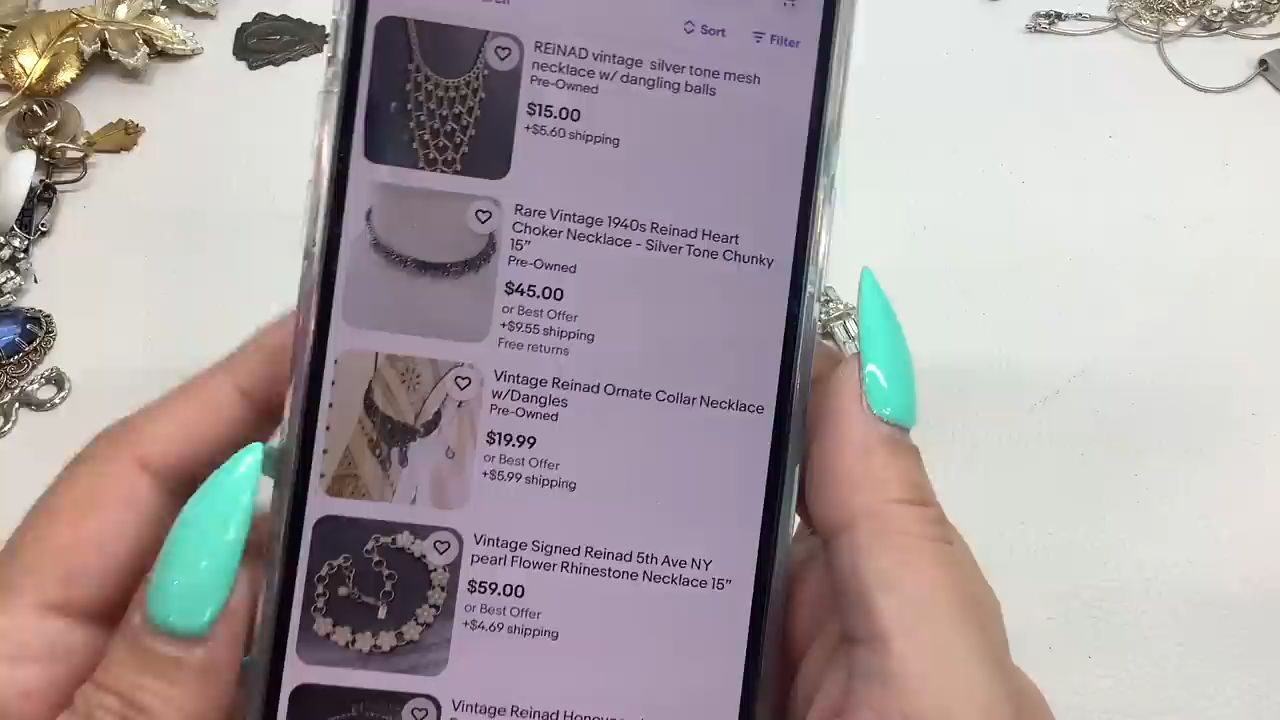 Sort
Filter
REiNAD vintage silver tone mesh
necklace w/ dangling balls
Pre-Owned
$15.00
+$5.60 shipping
Rare Vintage 1940s Reinad Heart
Choker Necklace - Silver Tone Chunky
15”
Pre-Owned
$45.00
or Best Offer
+$9.55 shipping
Free returns
Vintage Reinad Ornate Collar Necklace
w/Dangles
Pre-Owned
$19.99
or Best Offer
+$5.99 shipping
Vintage Signed Reinad 5th Ave NY
pearl Flower Rhinestone Necklace 15”
$59.00
or Best Offer
+$4.69 shipping
Vintage Reinad